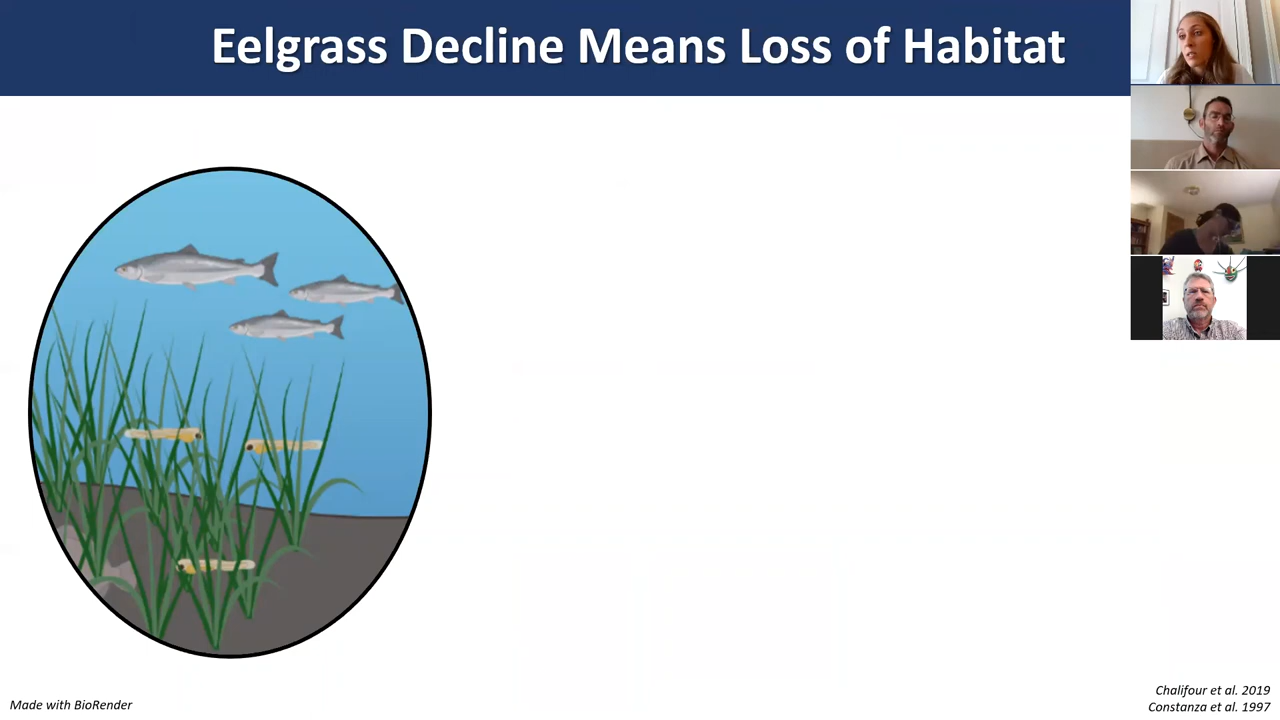 Eelgrass Decline Means Loss of Habitat
Made with BioRender
Chalifour et al. 2019
Constanza et al. 1997